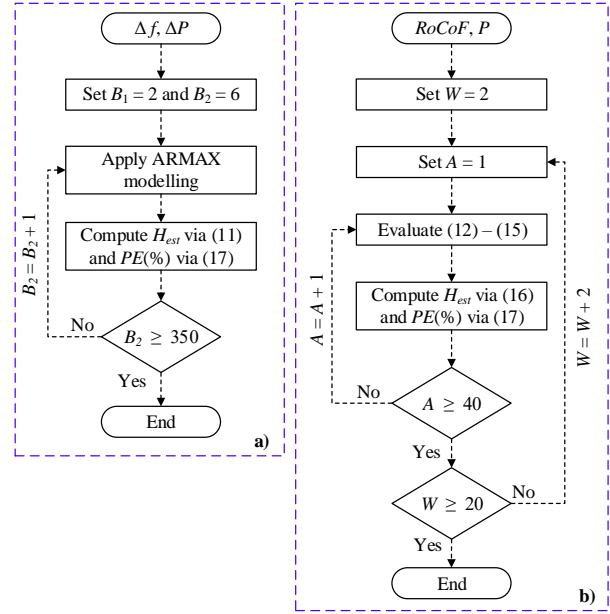 Δf, ΔP
Set B₁ = 2 and B₂ = 6
Apply ARMAX
modelling
Compute Hₑₛₜ via (11)
and PE(%) via (17)
B₂ = B₂ + 1
B₂ ≥ 350
No
Yes
End
a)
RoCoF, P
Set W = 2
Set A = 1
Evaluate (12) – (15)
Compute Hₑₛₜ via (16)
and PE(%) via (17)
A = A + 1
W = W + 2
A ≥ 40
No
Yes
W ≥ 20
No
Yes
End
b)